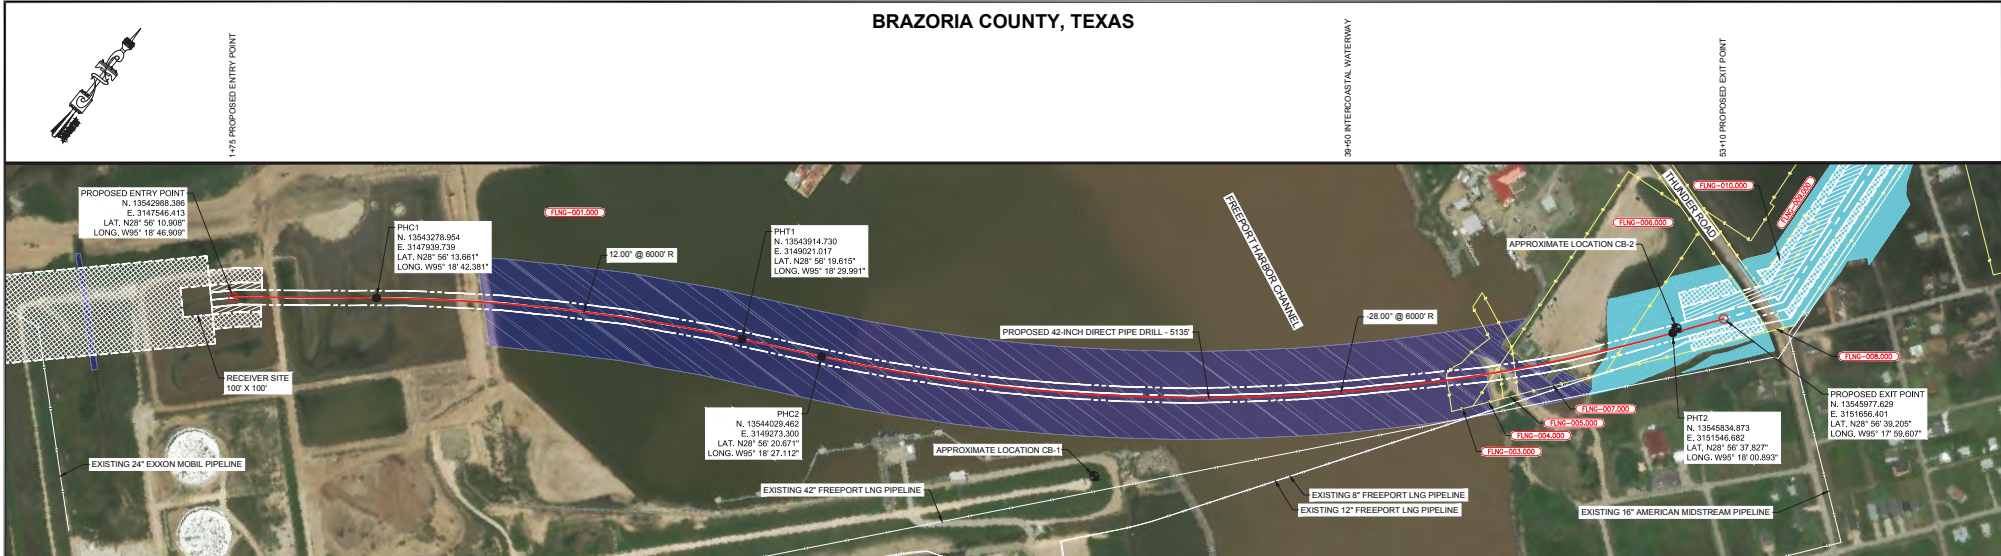 BRAZORIA COUNTY, TEXAS
1+75 PROPOSED ENTRY POINT
39+50 INTERCOASTAL WATERWAY
53+10 PROPOSED EXIT POINT
PROPOSED ENTRY POINT
N. 13542988.386
E. 3147546.413
LAT. N28° 56' 10.908"
LONG. W95° 18' 46.909"
PHC1
N. 13543278.954
E. 3147939.739
LAT. N28° 56' 13.661"
LONG. W95° 18' 42.381"
FLNG-001.000
12.00° @ 6000' R
PHT1
N. 13543914.730
E. 3149021.017
LAT. N28° 56' 19.615"
LONG. W95° 18' 29.991"
FREEPORT HARBOR CHANNEL
THUNDER ROAD
FLNG-010.000
FLNG-009.000
FLNG-006.000
APPROXIMATE LOCATION CB-2
PROPOSED 42-INCH DIRECT PIPE DRILL - 5135'
-28.00° @ 6000' R
FLNG-008.000
RECEIVER SITE
100' X 100'
PHC2
N. 13544029.462
E. 3149273.300
LAT. N28° 56' 20.671"
LONG. W95° 18' 27.112"
FLNG-007.000
FLNG-005.000
FLNG-004.000
FLNG-003.000
PHT2
N. 13545834.873
E. 3151546.682
LAT. N28° 56' 37.827"
LONG. W95° 18' 00.893"
PROPOSED EXIT POINT
N. 13545977.629
E. 3151656.401
LAT. N28° 56' 39.205"
LONG. W95° 17' 59.607"
APPROXIMATE LOCATION CB-1
EXISTING 24" EXXON MOBIL PIPELINE
EXISTING 42" FREEPORT LNG PIPELINE
EXISTING 8" FREEPORT LNG PIPELINE
EXISTING 12" FREEPORT LNG PIPELINE
EXISTING 16" AMERICAN MIDSTREAM PIPELINE